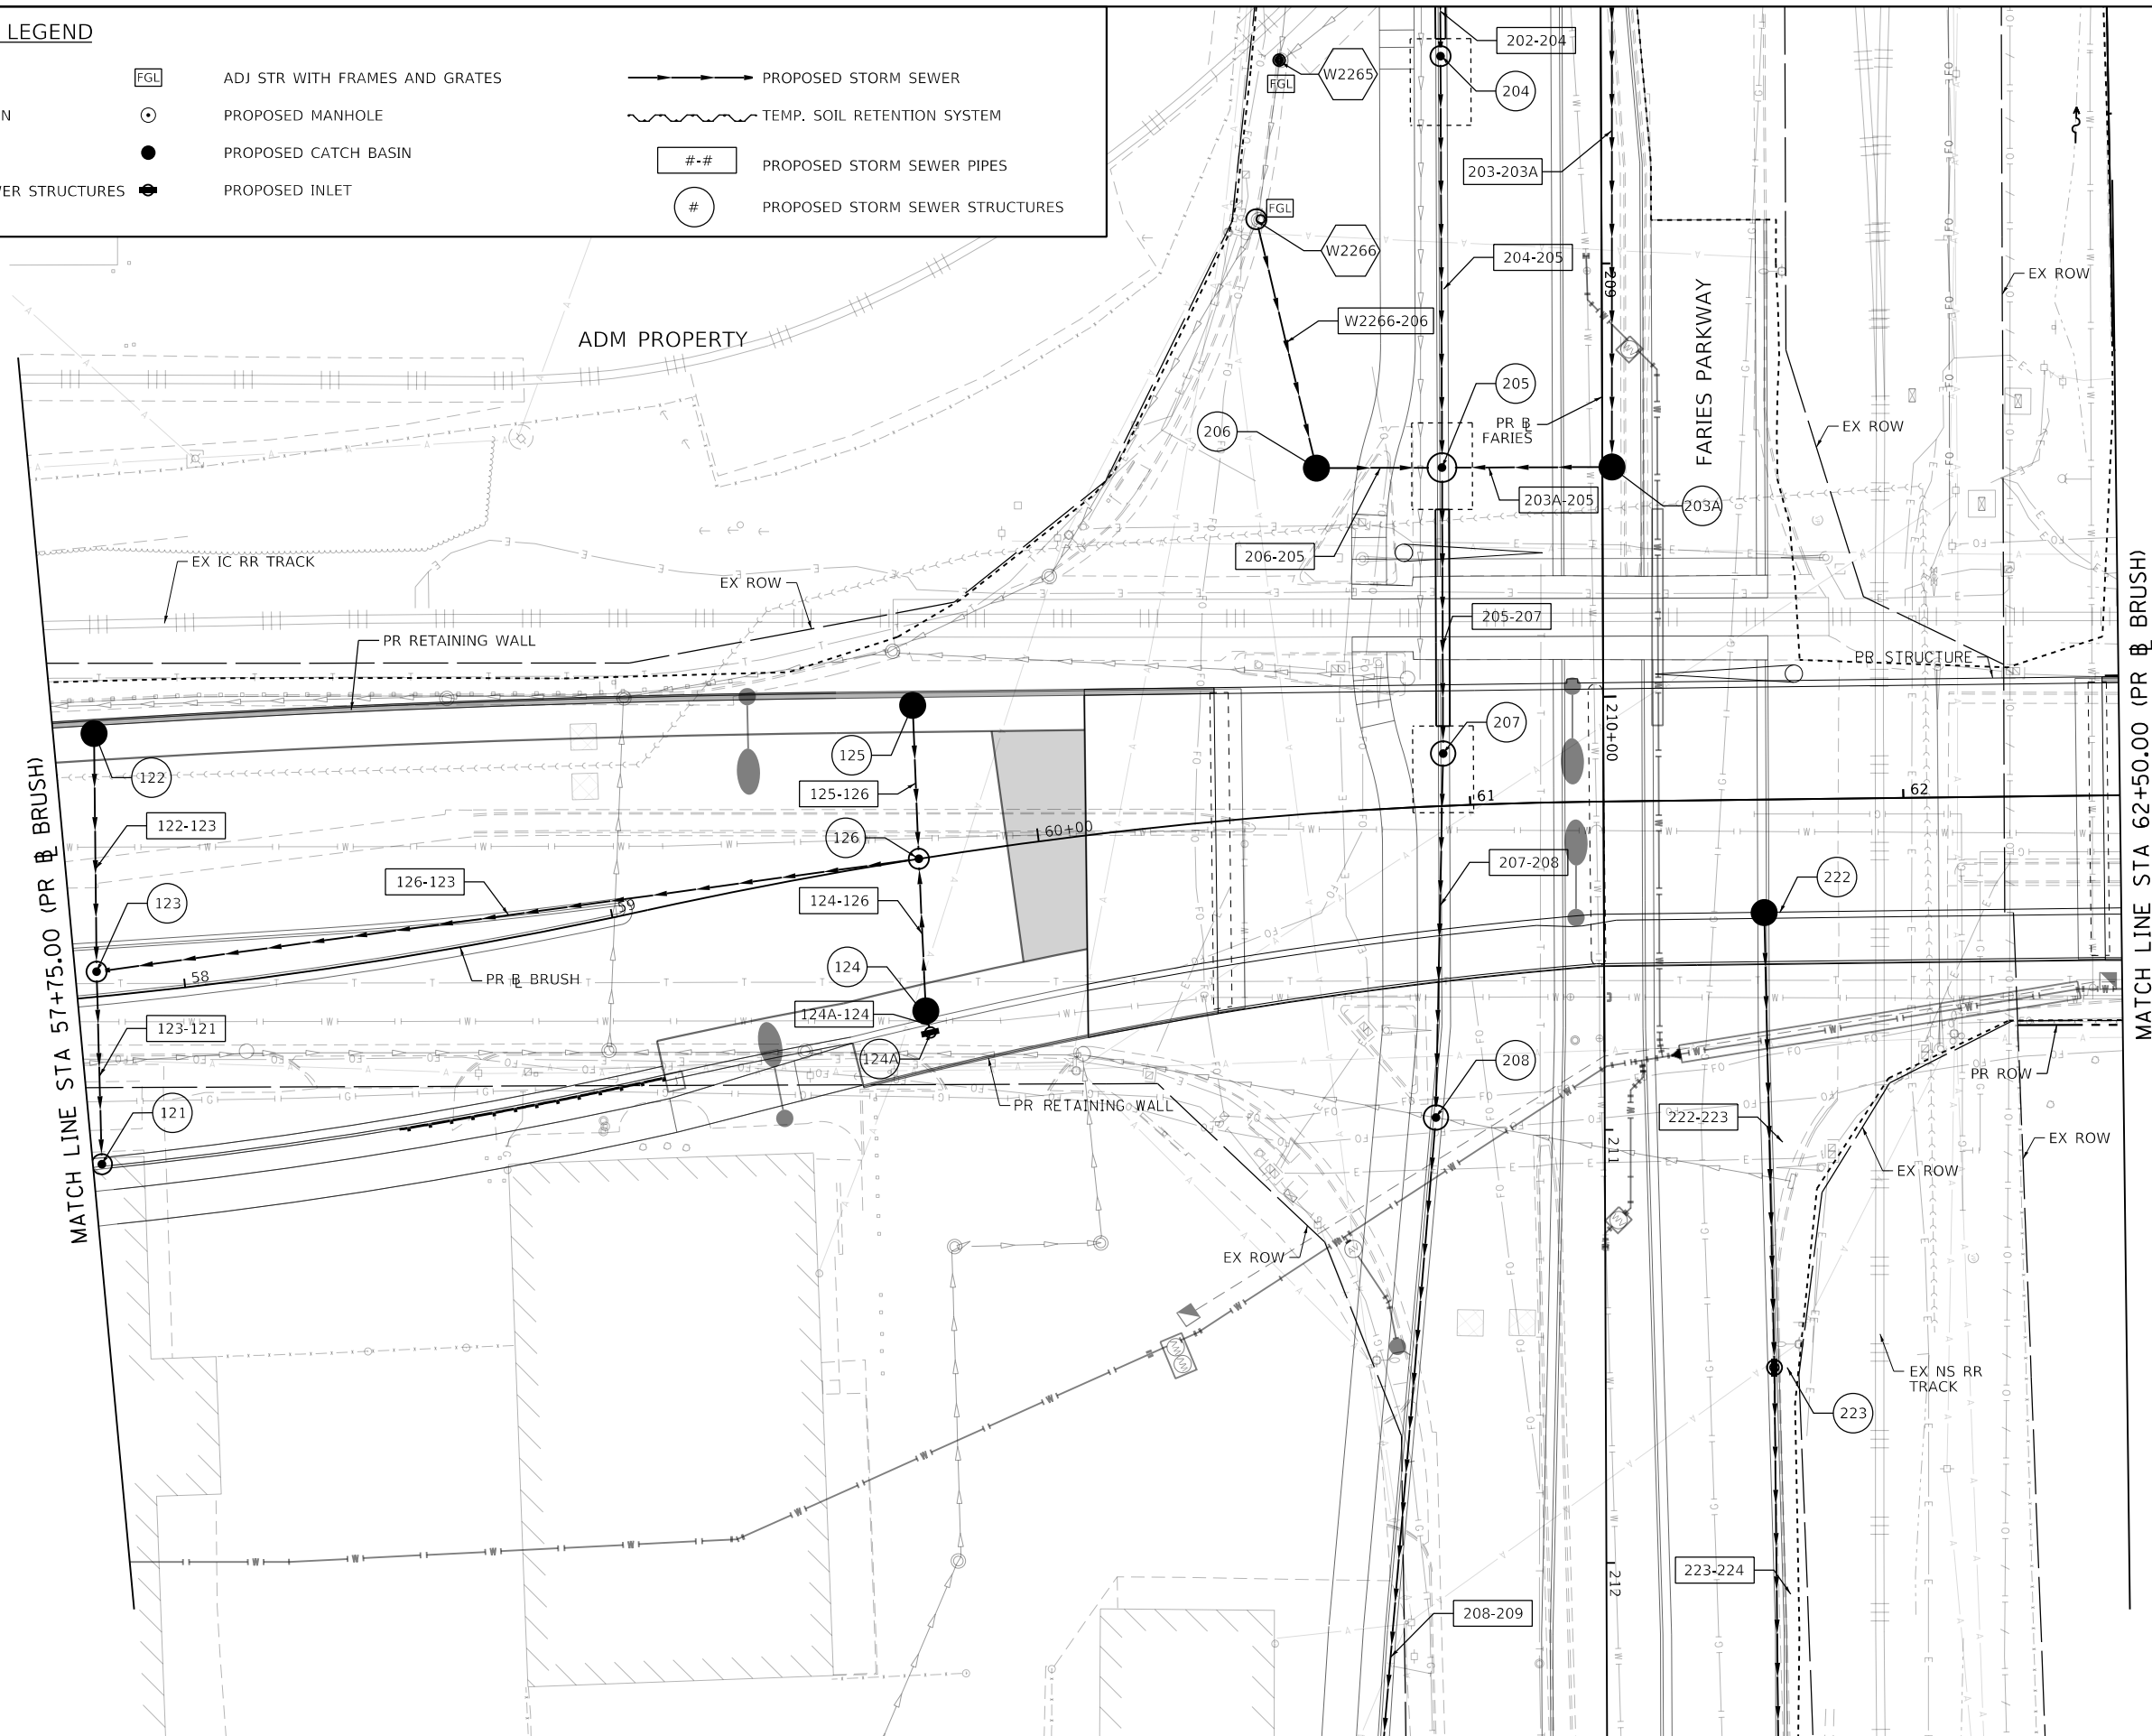 LEGEND
FGL ADJ STR WITH FRAMES AND GRATES
N PROPOSED MANHOLE
PROPOSED CATCH BASIN
ER STRUCTURES PROPOSED INLET
PROPOSED STORM SEWER
TEMP. SOIL RETENTION SYSTEM
#-# PROPOSED STORM SEWER PIPES
# PROPOSED STORM SEWER STRUCTURES
202-204
W2265
FGL
204
203-203A
FGL
W2266
204-205
209
EX ROW
W2266-206
ADM PROPERTY
FARIES PARKWAY
205
206
PR B
FARIES
EX ROW
203A-205
203A
206-205
EX IC RR TRACK
EX ROW
205-207
PR RETAINING WALL
PR STRUCTURE
MATCH LINE STA 62+50.00 (PR B BRUSH)
207
210+00
125
122
125-126
61
62
122-123
126
60+00
207-208
222
126-123
124-126
123
59
MATCH LINE STA 57+75.00 (PR B BRUSH)
124
58
PR B BRUSH
124A-124
123-121
124A
208
PR ROW
PR RETAINING WALL
121
222-223
211
EX ROW
EX ROW
EX ROW
EX NS RR
TRACK
223
223-224
212
208-209